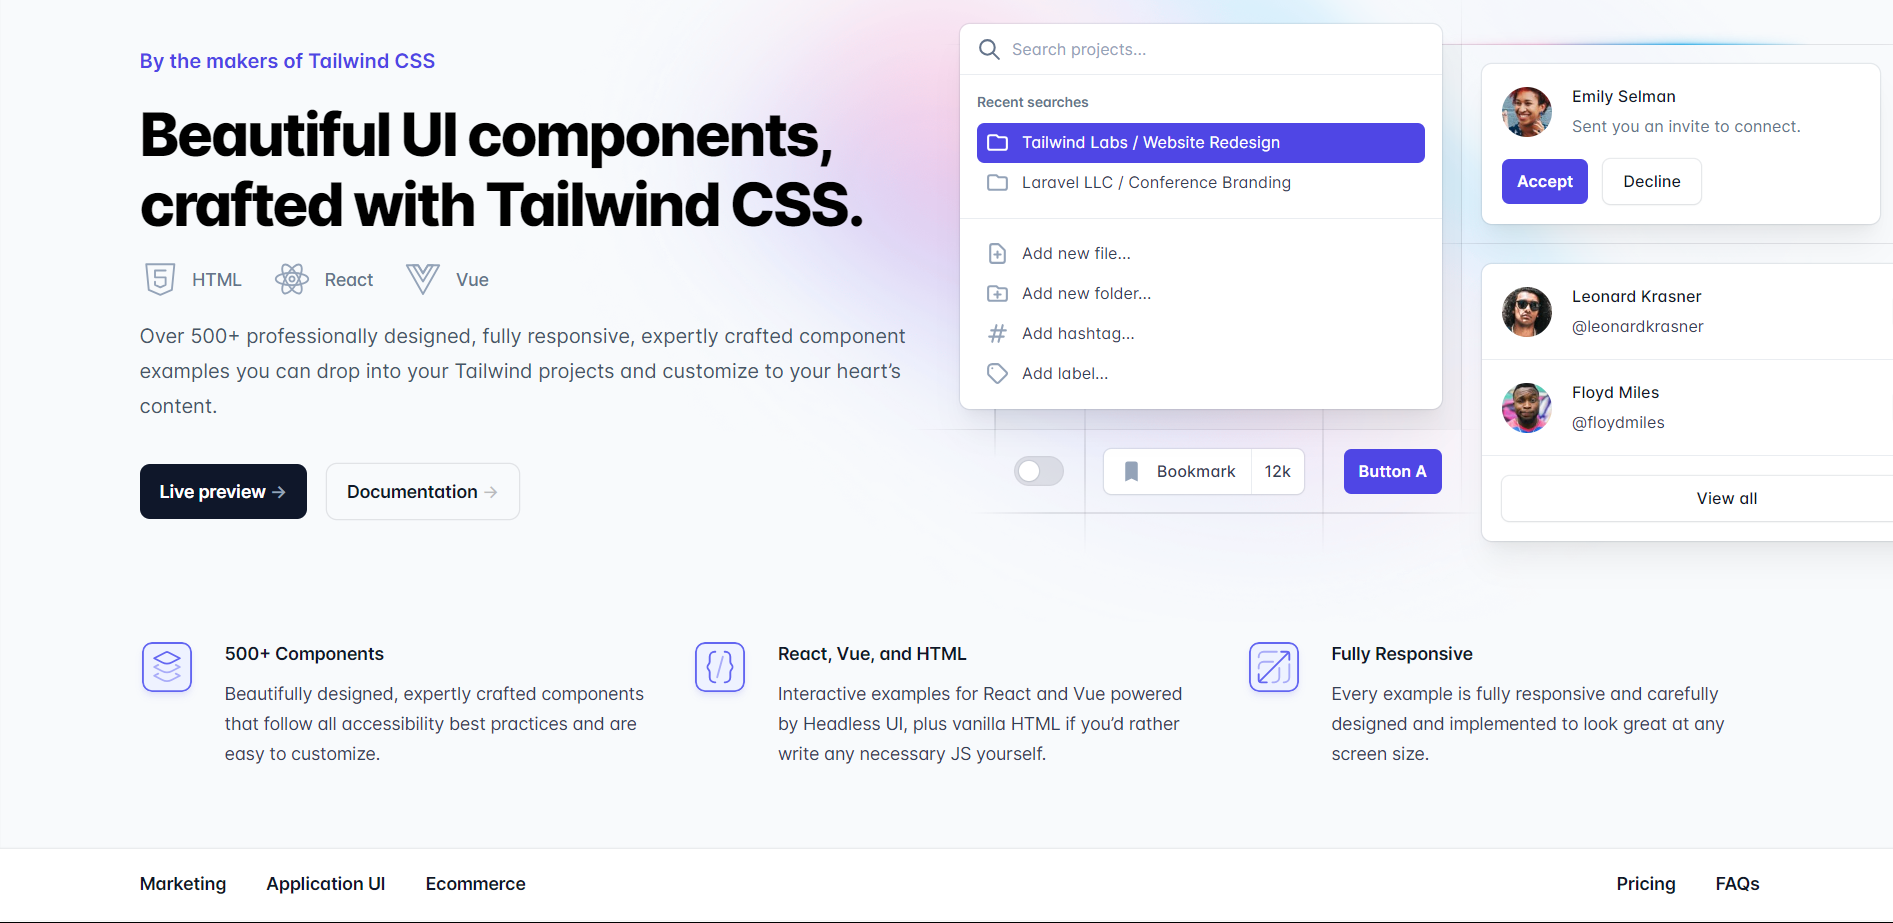 By the makers of Tailwind CSS
Beautiful UI components,
crafted with Tailwind CSS.
HTML
React
Vue
Over 500+ professionally designed, fully responsive, expertly crafted component
examples you can drop into your Tailwind projects and customize to your heart’s
content.
Live preview →
Documentation →
Search projects...
Recent searches
Tailwind Labs / Website Redesign
Laravel LLC / Conference Branding
Add new file...
Add new folder...
Add hashtag...
Add label...
Bookmark
12k
Button A
Emily Selman
Sent you an invite to connect.
Accept
Decline
Leonard Krasner
@leonardkrasner
Floyd Miles
@floydmiles
View all
500+ Components
Beautifully designed, expertly crafted components
that follow all accessibility best practices and are
easy to customize.
React, Vue, and HTML
Interactive examples for React and Vue powered
by Headless UI, plus vanilla HTML if you’d rather
write any necessary JS yourself.
Fully Responsive
Every example is fully responsive and carefully
designed and implemented to look great at any
screen size.
Marketing
Application UI
Ecommerce
Pricing
FAQs